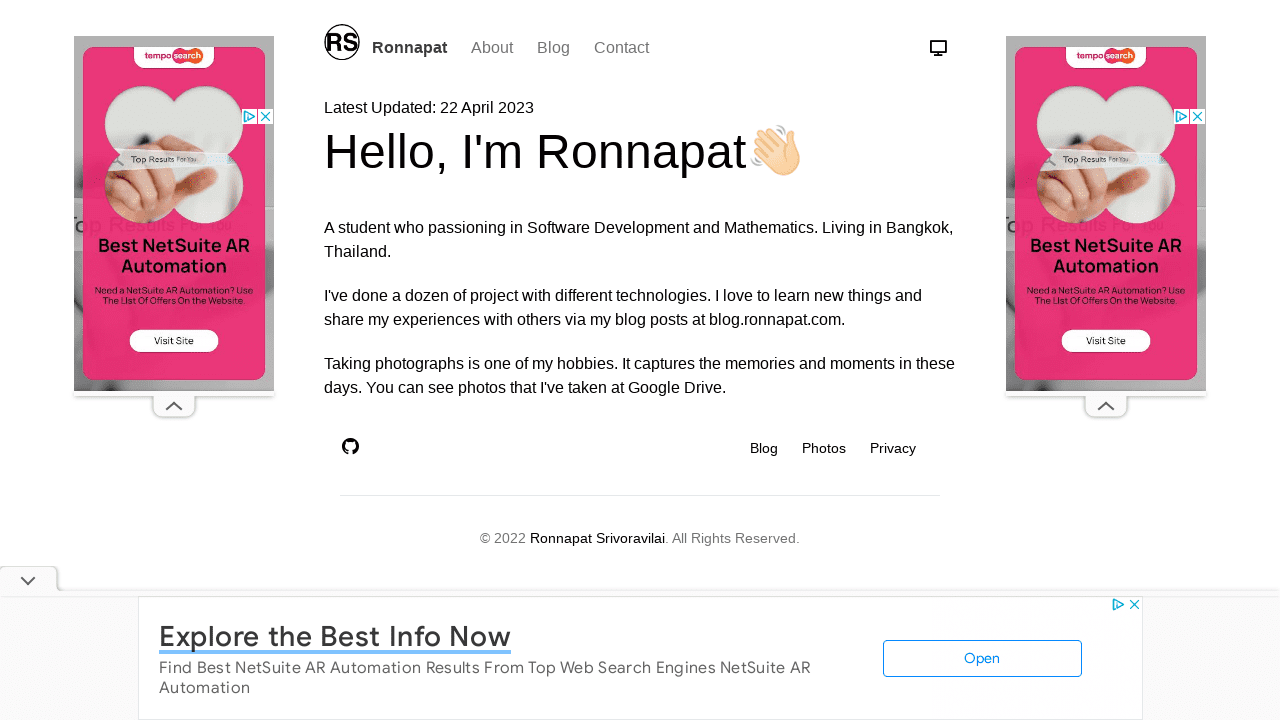 RS
Ronnapat
About
Blog
Contact
Latest Updated: 22 April 2023
Hello, I'm Ronnapat👋🏻
A student who passioning in Software Development and Mathematics. Living in Bangkok,
Thailand.
I've done a dozen of project with different technologies. I love to learn new things and
share my experiences with others via my blog posts at blog.ronnapat.com.
Taking photographs is one of my hobbies. It captures the memories and moments in these
days. You can see photos that I've taken at Google Drive.
Blog
Photos
Privacy
© 2022 Ronnapat Srivoravilai. All Rights Reserved.
temposearch
Top Results For You
Top Results For You
Best NetSuite AR
Automation
Need a NetSuite AR Automation? Use
The LIst Of Offers On the Website.
Visit Site
temposearch
Top Results For You
Top Results For You
Best NetSuite AR
Automation
Need a NetSuite AR Automation? Use
The LIst Of Offers On the Website.
Visit Site
Explore the Best Info Now
Find Best NetSuite AR Automation Results From Top Web Search Engines NetSuite AR
Automation
Open